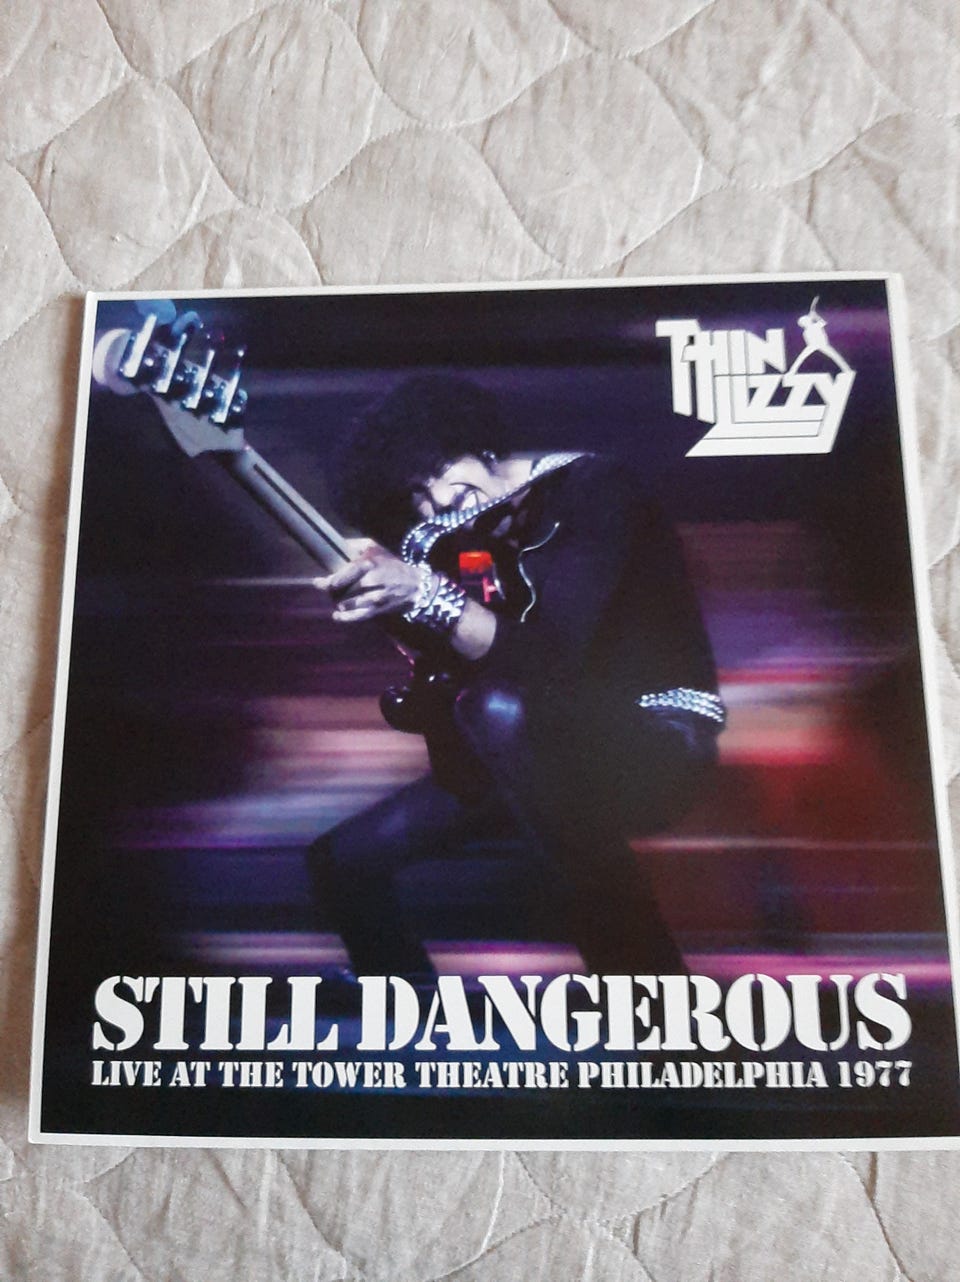 THIN
LIZZY
STILL DANGEROUS
LIVE AT THE TOWER THEATRE PHILADELPHIA 1977